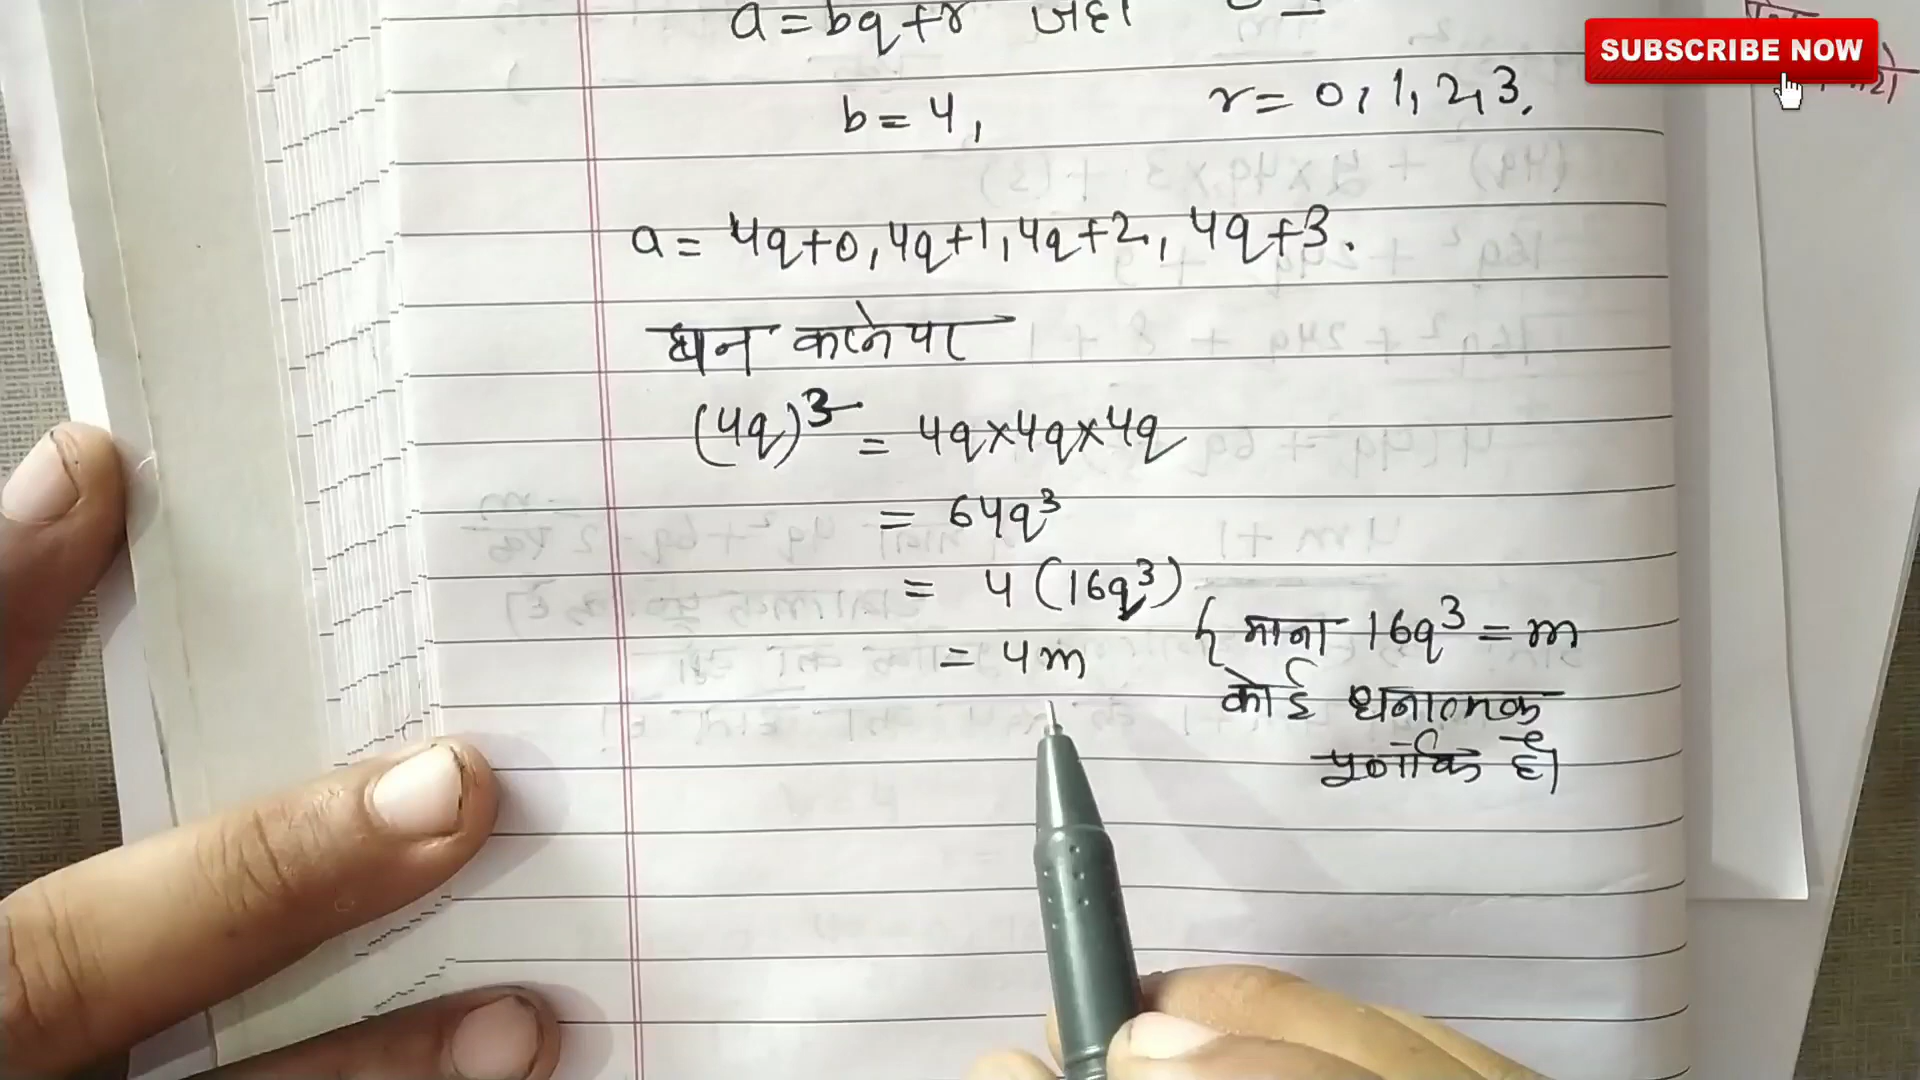 a = bq + r जहाँ
SUBSCRIBE NOW
b = 4, r = 0, 1, 2, 3.
a = 4q+0, 4q+1, 4q+2, 4q+3.
घन करने पर
(4q)³ = 4q×4q×4q
= 64q³
= 4 (16q³)
= 4m { माना 16q³ = m
कोई धनात्मक
पूर्णांक है।